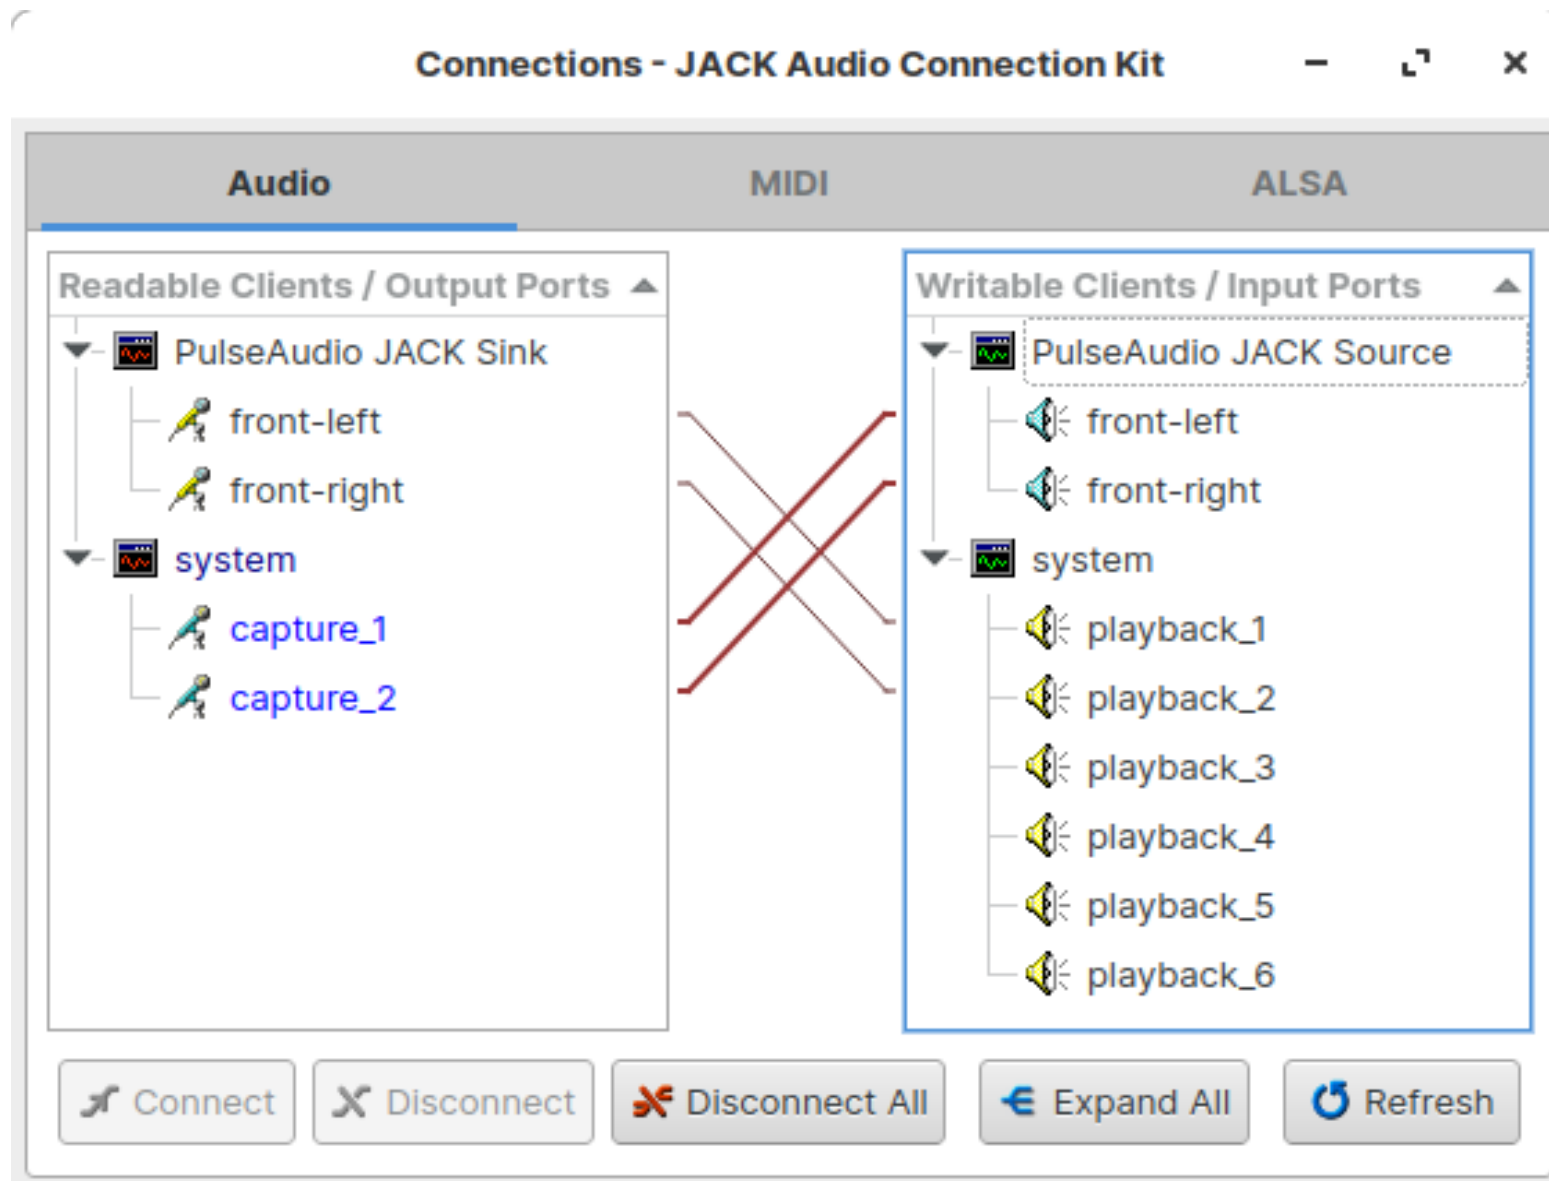 Connections - JACK Audio Connection Kit
Audio MIDI ALSA
Readable Clients / Output Ports
PulseAudio JACK Sink
front-left
front-right
system
capture_1
capture_2
Writable Clients / Input Ports
PulseAudio JACK Source
front-left
front-right
system
playback_1
playback_2
playback_3
playback_4
playback_5
playback_6
Connect Disconnect Disconnect All Expand All Refresh